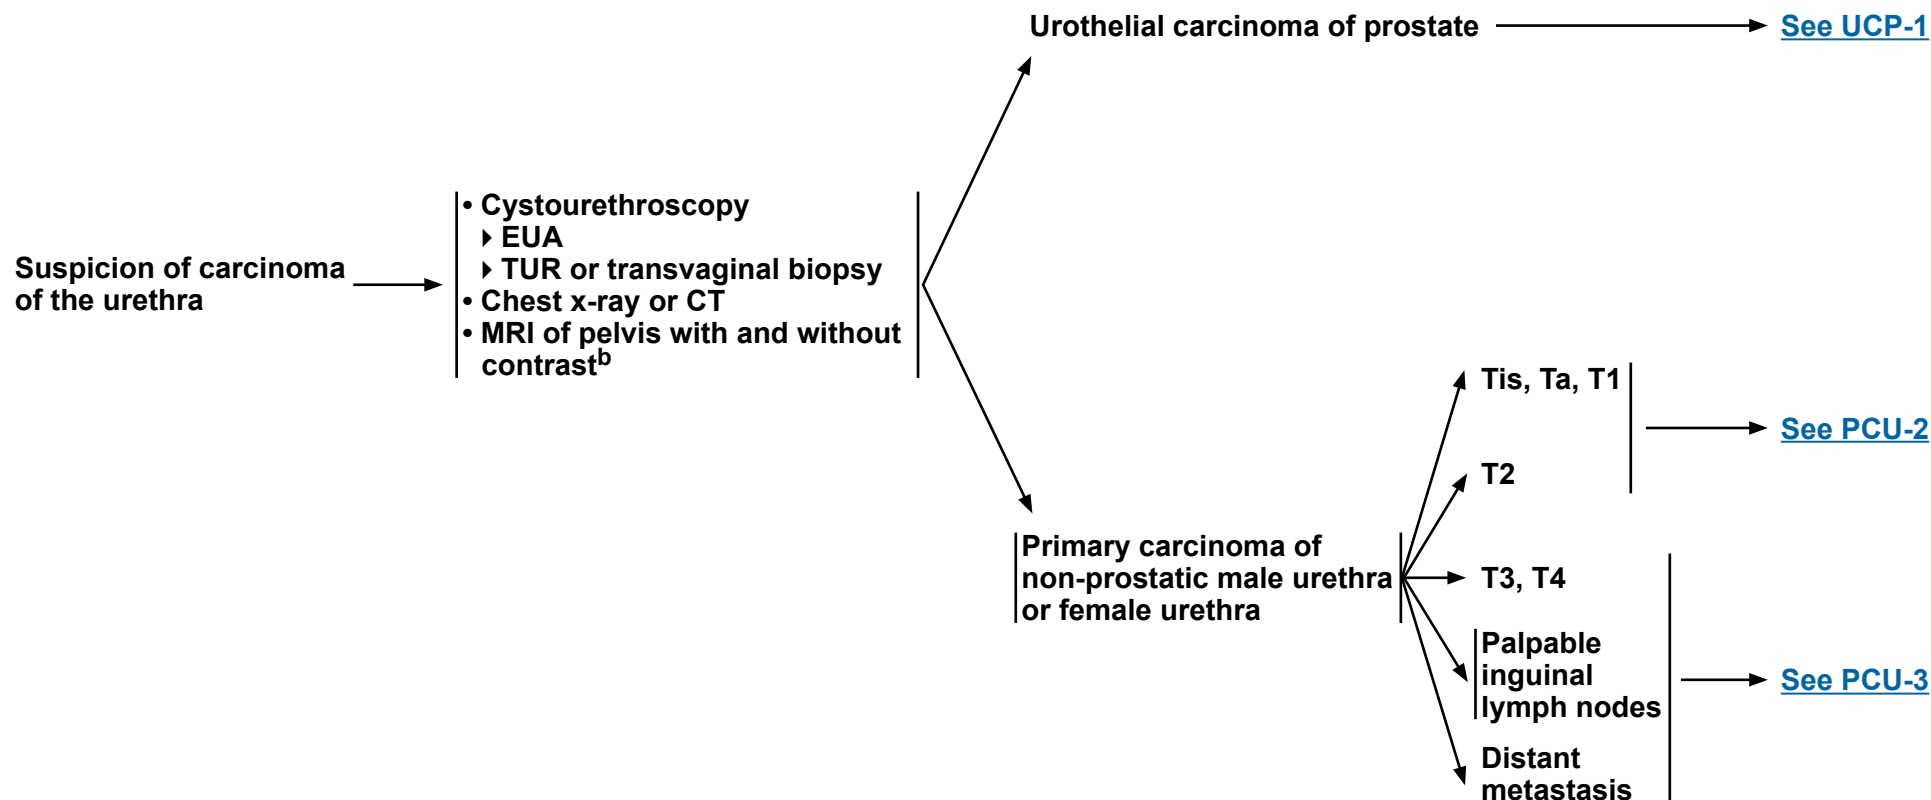 Urothelial carcinoma of prostate
See UCP-1
Suspicion of carcinoma
of the urethra
• Cystourethroscopy
▸ EUA
▸ TUR or transvaginal biopsy
• Chest x-ray or CT
• MRI of pelvis with and without
contrastb
Primary carcinoma of
non-prostatic male urethra
or female urethra
Tis, Ta, T1
T2
See PCU-2
T3, T4
Palpable
inguinal
lymph nodes
Distant
metastasis
See PCU-3